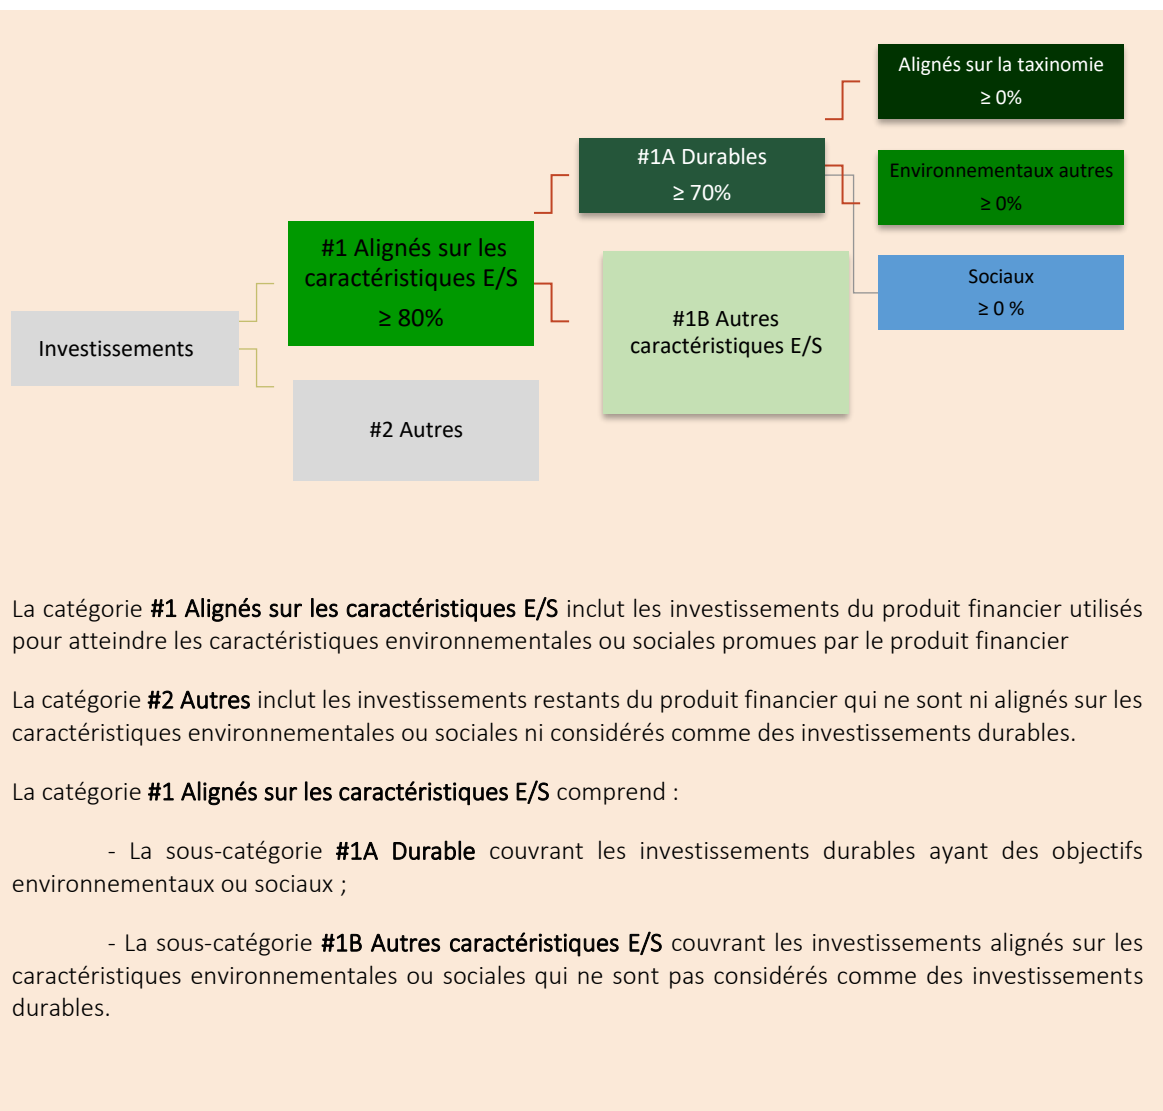 Alignés sur la taxinomie
≥ 0%
#1A Durables
≥ 70%
Environnementaux autres
≥ 0%
#1 Alignés sur les
caractéristiques E/S
≥ 80%
Sociaux
≥ 0 %
Investissements
#1B Autres
caractéristiques E/S
#2 Autres
La catégorie #1 Alignés sur les caractéristiques E/S inclut les investissements du produit financier utilisés
pour atteindre les caractéristiques environnementales ou sociales promues par le produit financier
La catégorie #2 Autres inclut les investissements restants du produit financier qui ne sont ni alignés sur les
caractéristiques environnementales ou sociales ni considérés comme des investissements durables.
La catégorie #1 Alignés sur les caractéristiques E/S comprend :
- La sous-catégorie #1A Durable couvrant les investissements durables ayant des objectifs
environnementaux ou sociaux ;
- La sous-catégorie #1B Autres caractéristiques E/S couvrant les investissements alignés sur les
caractéristiques environnementales ou sociales qui ne sont pas considérés comme des investissements
durables.